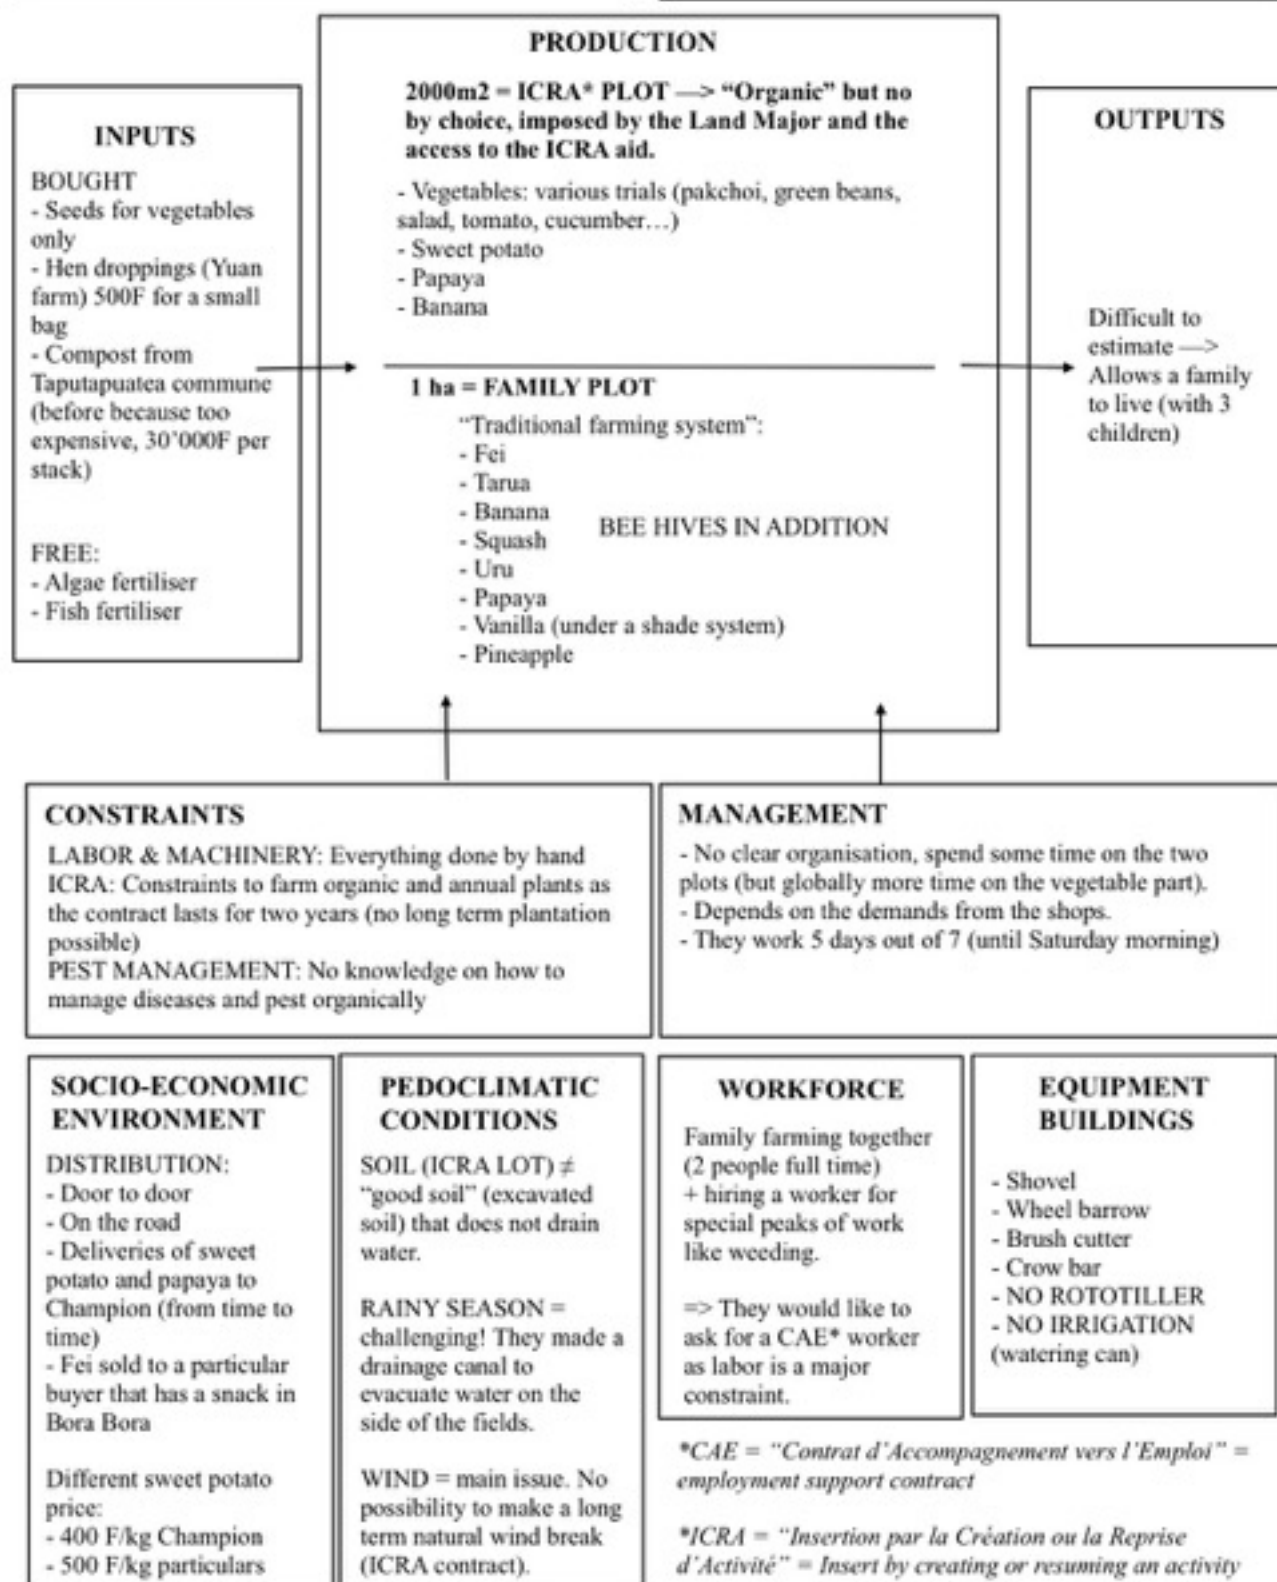 PRODUCTION
2000m2 = ICRA* PLOT —> “Organic” but no
by choice, imposed by the Land Major and the
access to the ICRA aid.
- Vegetables: various trials (pakchoi, green beans,
salad, tomato, cucumber…)
- Sweet potato
- Papaya
- Banana
1 ha = FAMILY PLOT
“Traditional farming system”:
- Fei
- Tarua
- Banana
- Squash
- Uru
- Papaya
- Vanilla (under a shade system)
- Pineapple
BEE HIVES IN ADDITION
INPUTS
BOUGHT
- Seeds for vegetables
only
- Hen droppings (Yuan
farm) 500F for a small
bag
- Compost from
Taputapuatea commune
(before because too
expensive, 30’000F per
stack)
FREE:
- Algae fertiliser
- Fish fertiliser
OUTPUTS
Difficult to
estimate —>
Allows a family
to live (with 3
children)
CONSTRAINTS
LABOR & MACHINERY: Everything done by hand
ICRA: Constraints to farm organic and annual plants as
the contract lasts for two years (no long term plantation
possible)
PEST MANAGEMENT: No knowledge on how to
manage diseases and pest organically
MANAGEMENT
- No clear organisation, spend some time on the two
plots (but globally more time on the vegetable part).
- Depends on the demands from the shops.
- They work 5 days out of 7 (until Saturday morning)
SOCIO-ECONOMIC
ENVIRONMENT
DISTRIBUTION:
- Door to door
- On the road
- Deliveries of sweet
potato and papaya to
Champion (from time to
time)
- Fei sold to a particular
buyer that has a snack in
Bora Bora
Different sweet potato
price:
- 400 F/kg Champion
- 500 F/kg particulars
PEDOCLIMATIC
CONDITIONS
SOIL (ICRA LOT) ≠
“good soil” (excavated
soil) that does not drain
water.
RAINY SEASON =
challenging! They made a
drainage canal to
evacuate water on the
side of the fields.
WIND = main issue. No
possibility to make a long
term natural wind break
(ICRA contract).
WORKFORCE
Family farming together
(2 people full time)
+ hiring a worker for
special peaks of work
like weeding.
=> They would like to
ask for a CAE* worker
as labor is a major
constraint.
EQUIPMENT
BUILDINGS
- Shovel
- Wheel barrow
- Brush cutter
- Crow bar
- NO ROTOTILLER
- NO IRRIGATION
(watering can)
*CAE = “Contrat d’Accompagnement vers l’Emploi” =
employment support contract
*ICRA = “Insertion par la Création ou la Reprise
d’Activité” = Insert by creating or resuming an activity